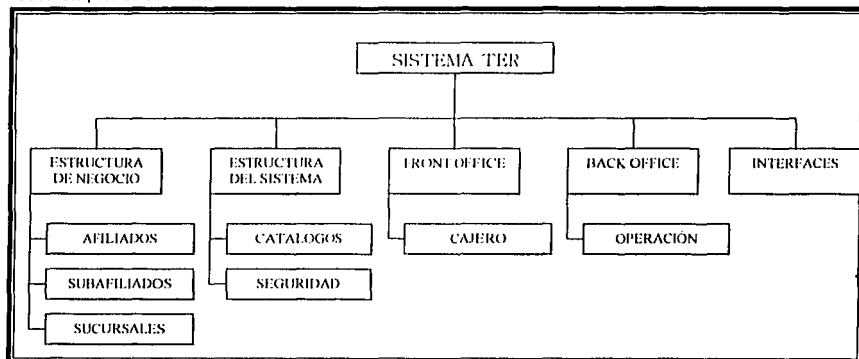 SISTEMA TER
ESTRUCTURA
DE NEGOCIO
ESTRUCTURA
DEL SISTEMA
FRONT OFFICE
BACK OFFICE
INTERFACES
AFILIADOS
CATALOGOS
CAJERO
OPERACIÓN
SUBAFILIADOS
SEGURIDAD
SUCURSALES